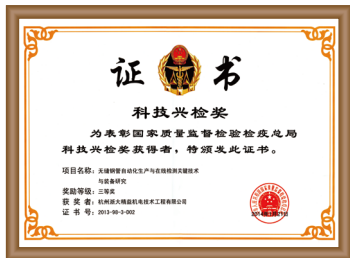 证 书
科技兴检奖
为表彰国家质量监督检验检疫总局
科技兴检奖获得者，特颁发此证书。
项目名称：无缝钢管自动化生产与在线检测关键技术
与装备研究
奖励等级：三等奖
获 奖 者：杭州浙大精益机电技术工程有限公司
证 书 号：2013-98-3-002